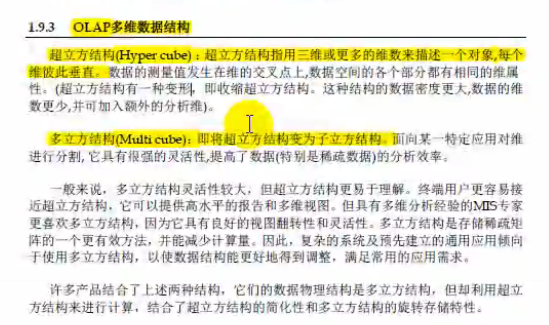 1.9.3 OLAP多维数据结构
超立方结构(Hyper cube)：超立方结构指用三维或更多的维数来描述一个对象,每个
维彼此垂直。数据的测量值发生在维的交叉点上,数据空间的各个部分都有相同的维属
性。(超立方结构有一种变形，即收缩超立方结构。这种结构的数据密度更大,数据的维
数更少,并可加入额外的分析维)。
多立方结构(Multi cube)：即将超立方结构变为子立方结构。面向某一特定应用对维
进行分割, 它具有很强的灵活性,提高了数据(特别是稀疏数据)的分析效率。
一般来说，多立方结构灵活性较大，但超立方结构更易于理解。终端用户更容易接
近超立方结构，它可以提供高水平的报告和多维视图。但具有多维分析经验的MIS专家
更喜欢多立方结构，因为它具有良好的视图翻转性和灵活性。多立方结构是存储稀疏矩
阵的一个更有效方法，并能减少计算量。因此，复杂的系统及预先建立的通用应用倾向
于使用多立方结构，以使数据结构能更好地得到调整，满足常用的应用需求。
许多产品结合了上述两种结构，它们的数据物理结构是多立方结构，但却利用超立
方结构来进行计算，结合了超立方结构的简化性和多立方结构的旋转存储特性。